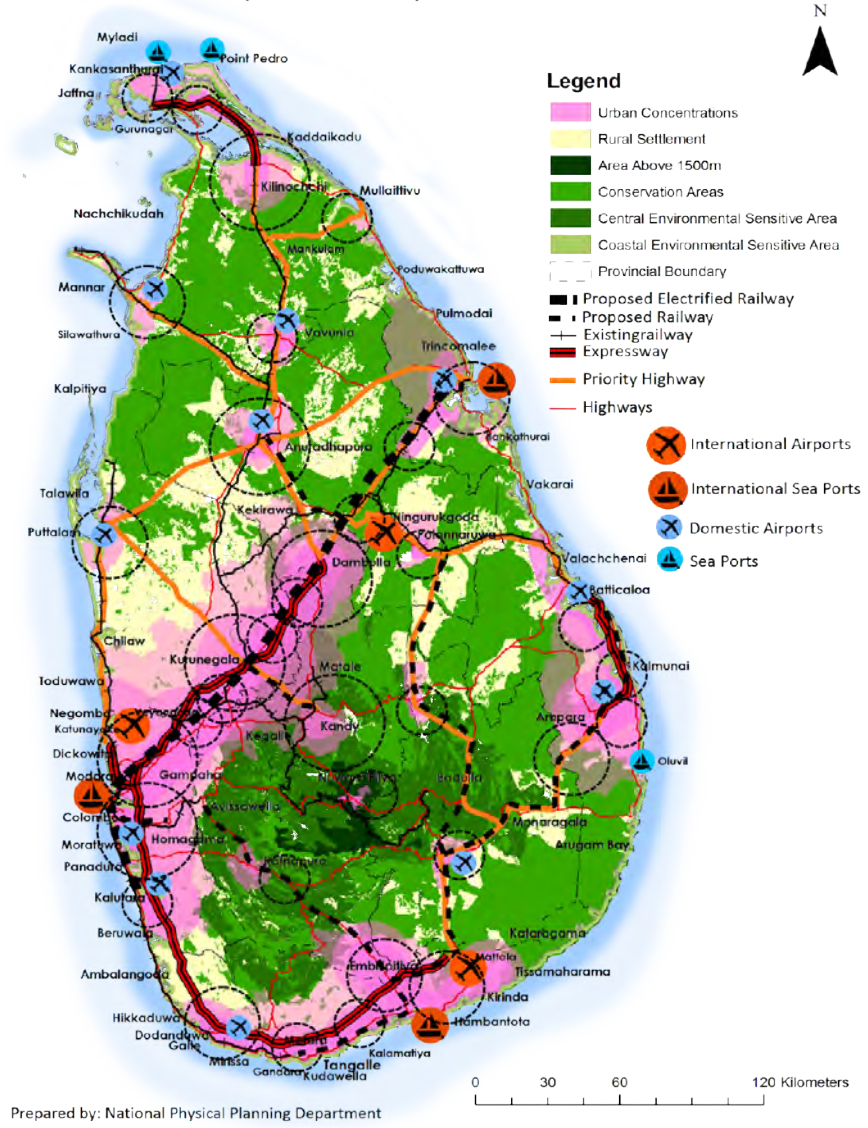 N
Myladi
Point Pedro
Kankasanthurai
Jaffna
Gurunagar
Kaddaikadu
Kilinochchi
Mullaittivu
Nachchikudah
Mankulam
Poduwakattuwa
Mannar
Pulmodai
Silawathura
Vavunia
Trincomalee
Kalpitiya
Anuradhapura
Vakarai
Talawila
Kekirawa
Hingurukgoda
Puttalam
Polonnaruwa
Dambulla
Valachchenai
Batticaloa
Chilaw
Kurunegala
Matale
Kalmunai
Toduwawa
Negombo
Ampara
Katunayake
Kandy
Kegalle
Dickowita
Oluvil
Modara
Gampaha
Badulla
Avissawella
Colombo
Monaragala
Moratuwa
Homagama
Arugam Bay
Panadura
Ratnapura
Kalutara
Beruwala
Kataragama
Ambalangoda
Embilipitiya
Mattala
Tissamaharama
Kirinda
Hikkaduwa
Hambantota
Dodanduwa
Galle
Matara
Kalamatiya
Mirissa
Tangalle
Gandara
Kudawella
Legend
Urban Concentrations
Rural Settlement
Area Above 1500m
Conservation Areas
Central Environmental Sensitive Area
Coastal Environmental Sensitive Area
Provincial Boundary
Proposed Electrified Railway
Proposed Railway
Existingrailway
Expressway
Priority Highway
Highways
International Airports
International Sea Ports
Domestic Airports
Sea Ports
0 30 60 120 Kilometers
Prepared by: National Physical Planning Department